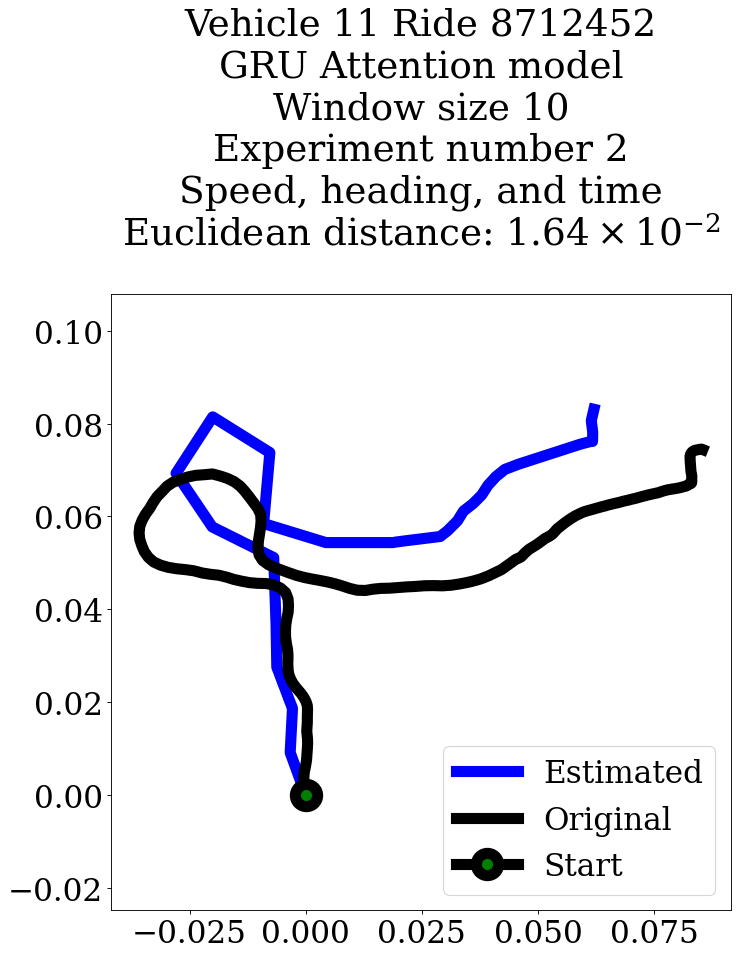 Vehicle 11 Ride 8712452
GRU Attention model
Window size 10
Experiment number 2
Speed, heading, and time
Euclidean distance: 1.64 × 10⁻²
0.10
0.08
0.06
0.04
0.02
0.00
−0.02
−0.025 0.000 0.025 0.050 0.075
Estimated
Original
Start